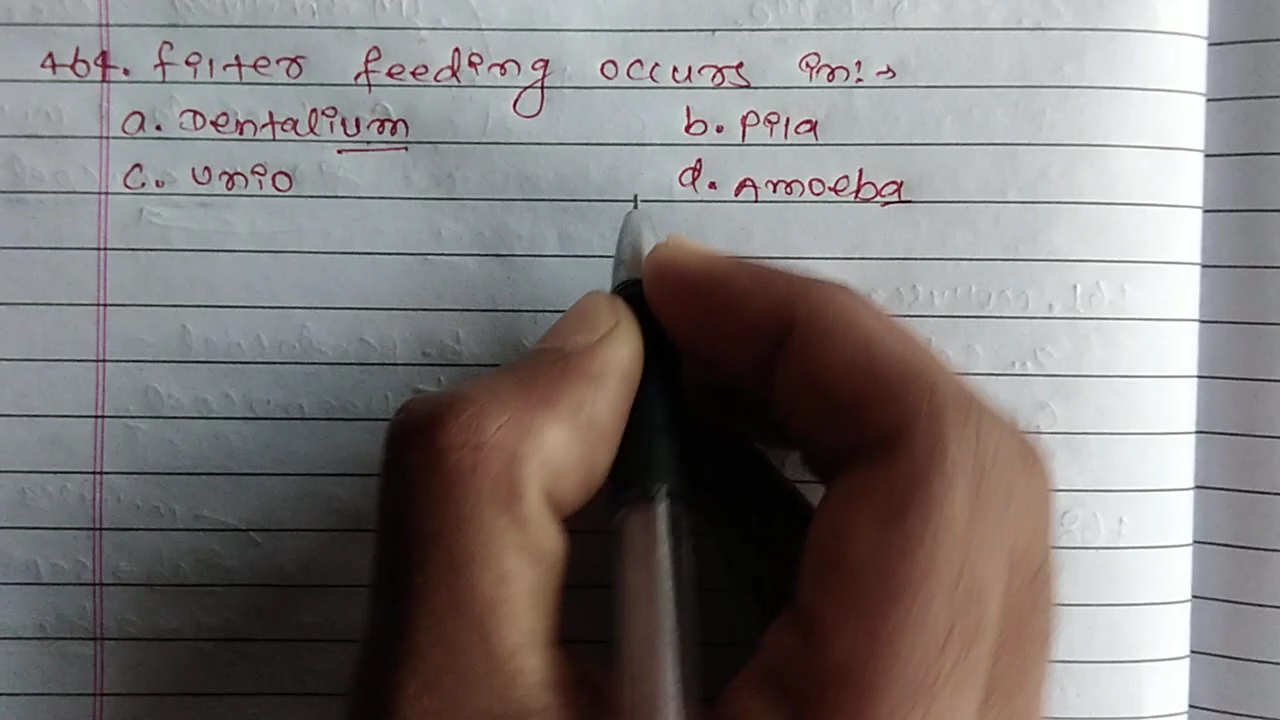 464. Filter feeding occurs in:→
a. Dentalium b. Pila
c. Unio d. Amoeba